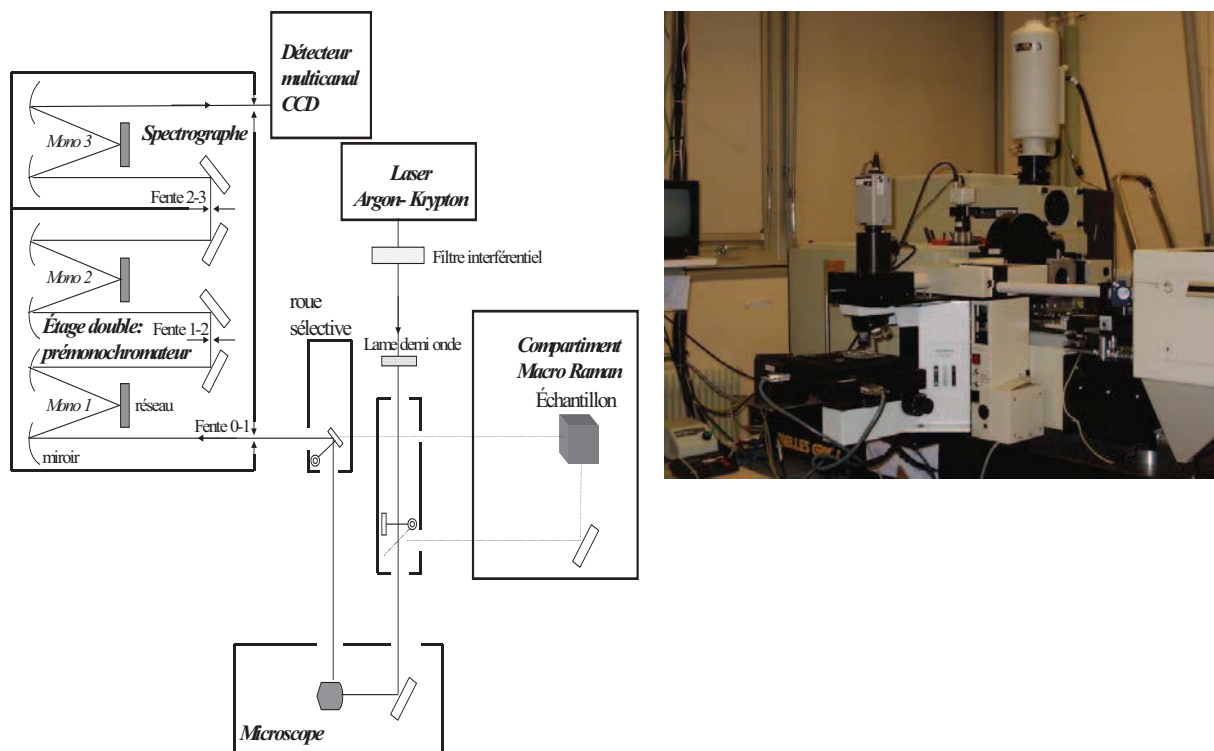 Détecteur
multicanal
CCD
Mono 3
Spectrographe
Laser
Argon- Krypton
Fente 2-3
Filtre interférentiel
Mono 2
roue
sélective
Étage double:
Fente 1-2
prémonochromateur
Lame demi onde
Compartiment
Macro Raman
Échantillon
Mono 1
réseau
Fente 0-1
miroir
Microscope